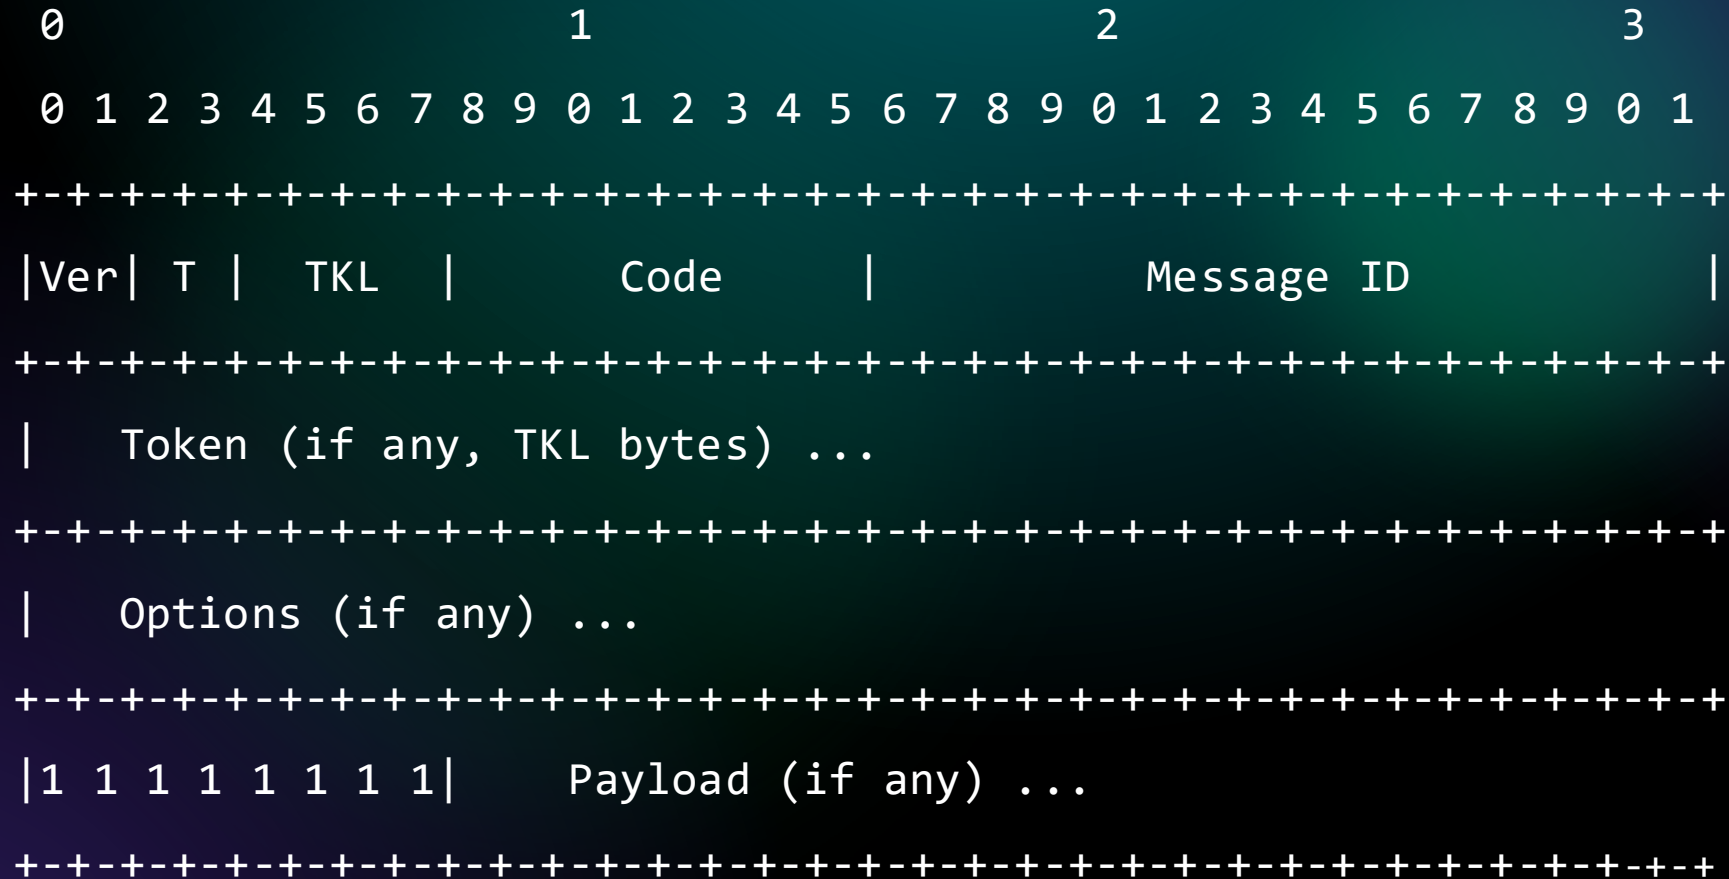 0                   1                   2                   3
 0 1 2 3 4 5 6 7 8 9 0 1 2 3 4 5 6 7 8 9 0 1 2 3 4 5 6 7 8 9 0 1
+-+-+-+-+-+-+-+-+-+-+-+-+-+-+-+-+-+-+-+-+-+-+-+-+-+-+-+-+-+-+-+-+
|Ver| T |  TKL  |      Code     |          Message ID           |
+-+-+-+-+-+-+-+-+-+-+-+-+-+-+-+-+-+-+-+-+-+-+-+-+-+-+-+-+-+-+-+-+
|   Token (if any, TKL bytes) ...
+-+-+-+-+-+-+-+-+-+-+-+-+-+-+-+-+-+-+-+-+-+-+-+-+-+-+-+-+-+-+-+-+
|   Options (if any) ...
+-+-+-+-+-+-+-+-+-+-+-+-+-+-+-+-+-+-+-+-+-+-+-+-+-+-+-+-+-+-+-+-+
|1 1 1 1 1 1 1 1|    Payload (if any) ...
+-+-+-+-+-+-+-+-+-+-+-+-+-+-+-+-+-+-+-+-+-+-+-+-+-+-+-+-+-+-+-+-+